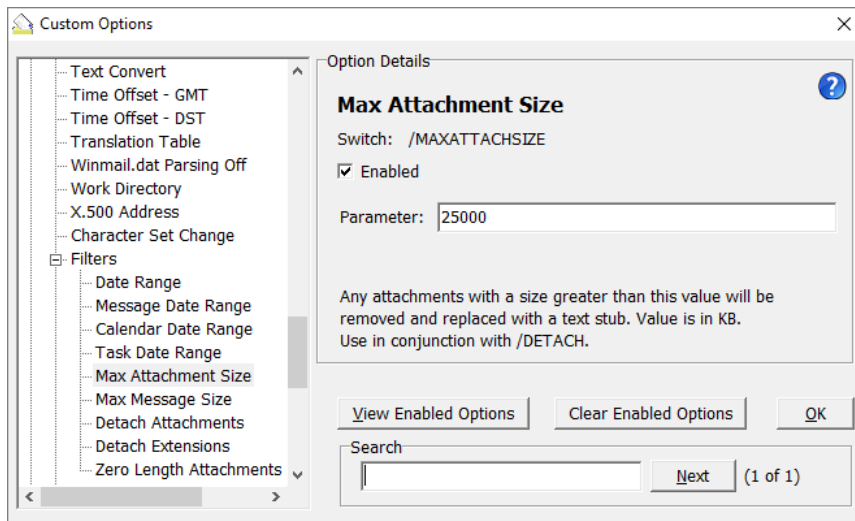 Custom Options
Text Convert
Time Offset - GMT
Time Offset - DST
Translation Table
Winmail.dat Parsing Off
Work Directory
X.500 Address
Character Set Change
Filters
Date Range
Message Date Range
Calendar Date Range
Task Date Range
Max Attachment Size
Max Message Size
Detach Attachments
Detach Extensions
Zero Length Attachments
Option Details
Max Attachment Size
Switch: /MAXATTACHSIZE
Enabled
Parameter: 25000
Any attachments with a size greater than this value will be
removed and replaced with a text stub. Value is in KB.
Use in conjunction with /DETACH.
View Enabled Options Clear Enabled Options OK
Search
Next (1 of 1)